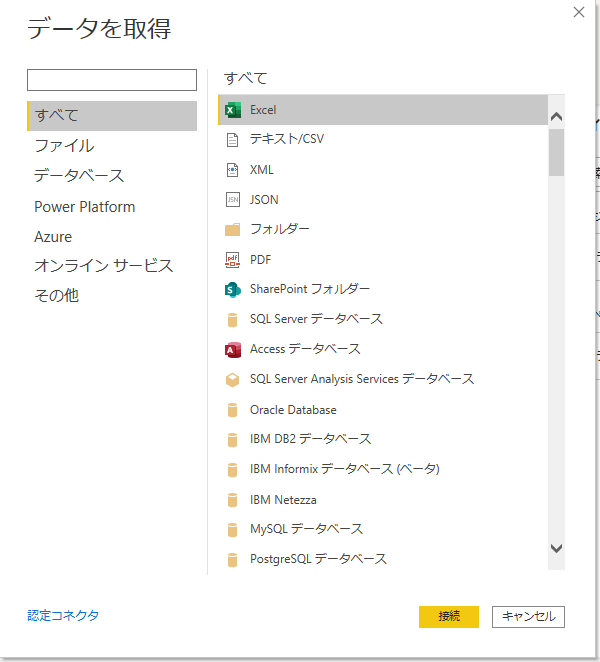 データを取得
すべて
ファイル
データベース
Power Platform
Azure
オンライン サービス
その他
すべて
Excel
テキスト/CSV
XML
JSON
フォルダー
PDF
SharePoint フォルダー
SQL Server データベース
Access データベース
SQL Server Analysis Services データベース
Oracle Database
IBM DB2 データベース
IBM Informix データベース (ベータ)
IBM Netezza
MySQL データベース
PostgreSQL データベース
認定コネクタ
接続
キャンセル